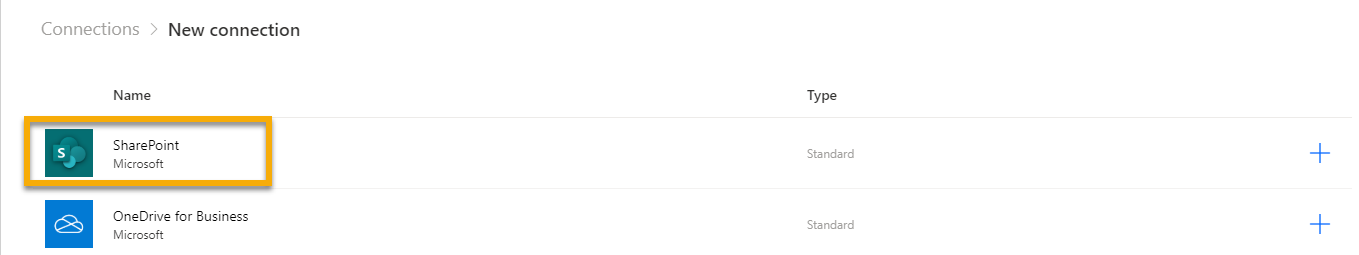 Connections > New connection
Name Type
SharePoint
Microsoft
Standard
S
OneDrive for Business
Microsoft
Standard